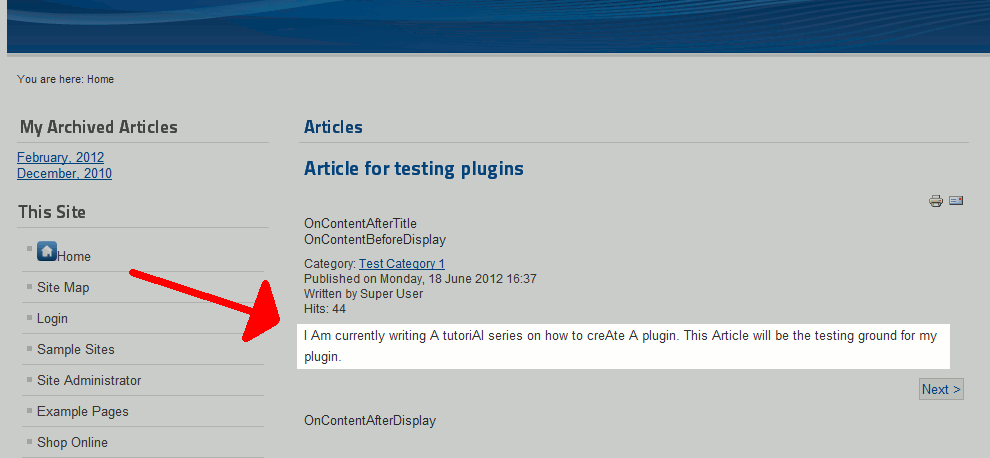 You are here: Home
My Archived Articles
February, 2012
December, 2010
This Site
Home
Site Map
Login
Sample Sites
Site Administrator
Example Pages
Shop Online
Articles
Article for testing plugins
OnContentAfterTitle
OnContentBeforeDisplay
Category: Test Category 1
Published on Monday, 18 June 2012 16:37
Written by Super User
Hits: 44
I Am currently writing A tutoriAl series on how to creAte A plugin. This Article will be the testing ground for my
plugin.
Next >
OnContentAfterDisplay